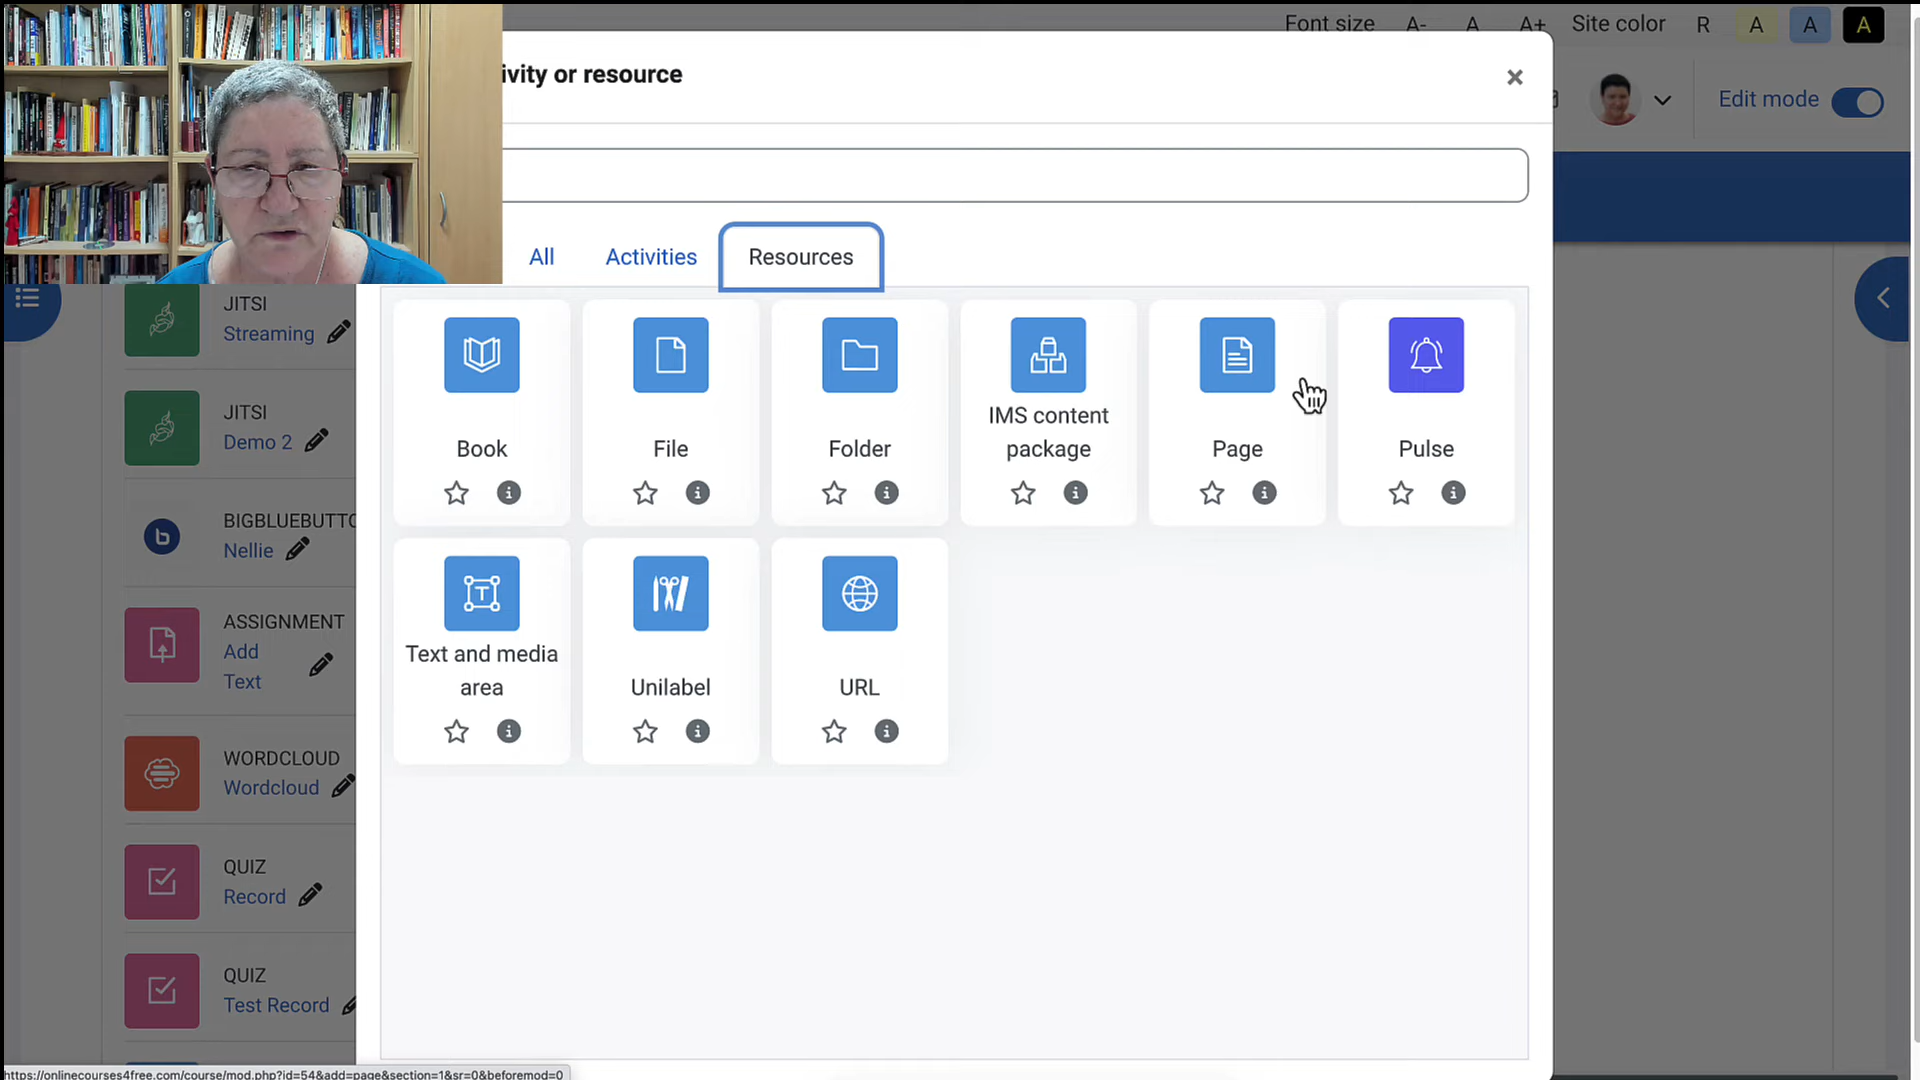 Font size A- A A+ Site color R A A A
ivity or resource
Edit mode
All Activities Resources
JITSI
Streaming
JITSI
Demo 2
BIGBLUEBUTTO
Nellie
ASSIGNMENT
Add
Text
WORDCLOUD
Wordcloud
QUIZ
Record
QUIZ
Test Record
Book
File
Folder
IMS content
package
Page
Pulse
Text and media
area
Unilabel
URL
https://onlinecourses4free.com/course/mod.php?id=54&add=page&section=1&sr=0&beforemod=0